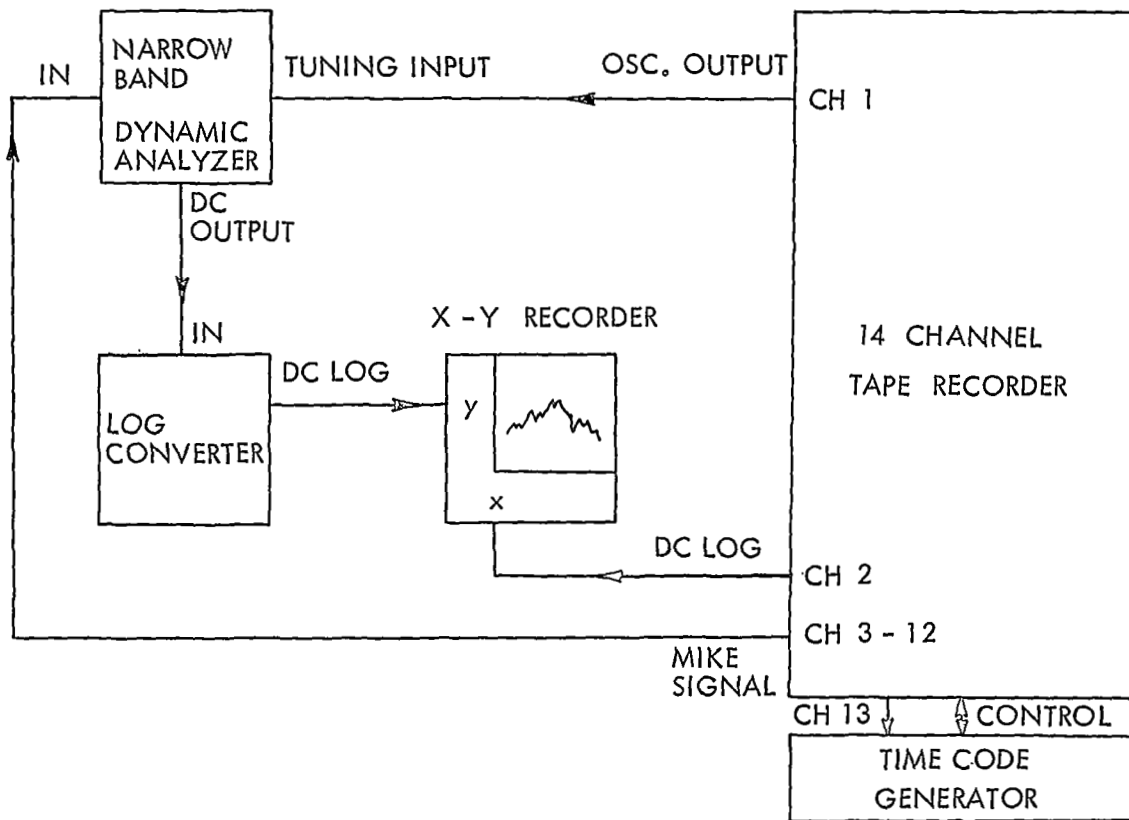 NARROW
BAND
DYNAMIC
ANALYZER
IN
TUNING INPUT
OSC. OUTPUT
CH 1
DC
OUTPUT
IN
X - Y RECORDER
14 CHANNEL
TAPE RECORDER
DC LOG
y
LOG
CONVERTER
x
DC LOG
CH 2
CH 3 - 12
MIKE
SIGNAL
CH 13
CONTROL
TIME CODE
GENERATOR